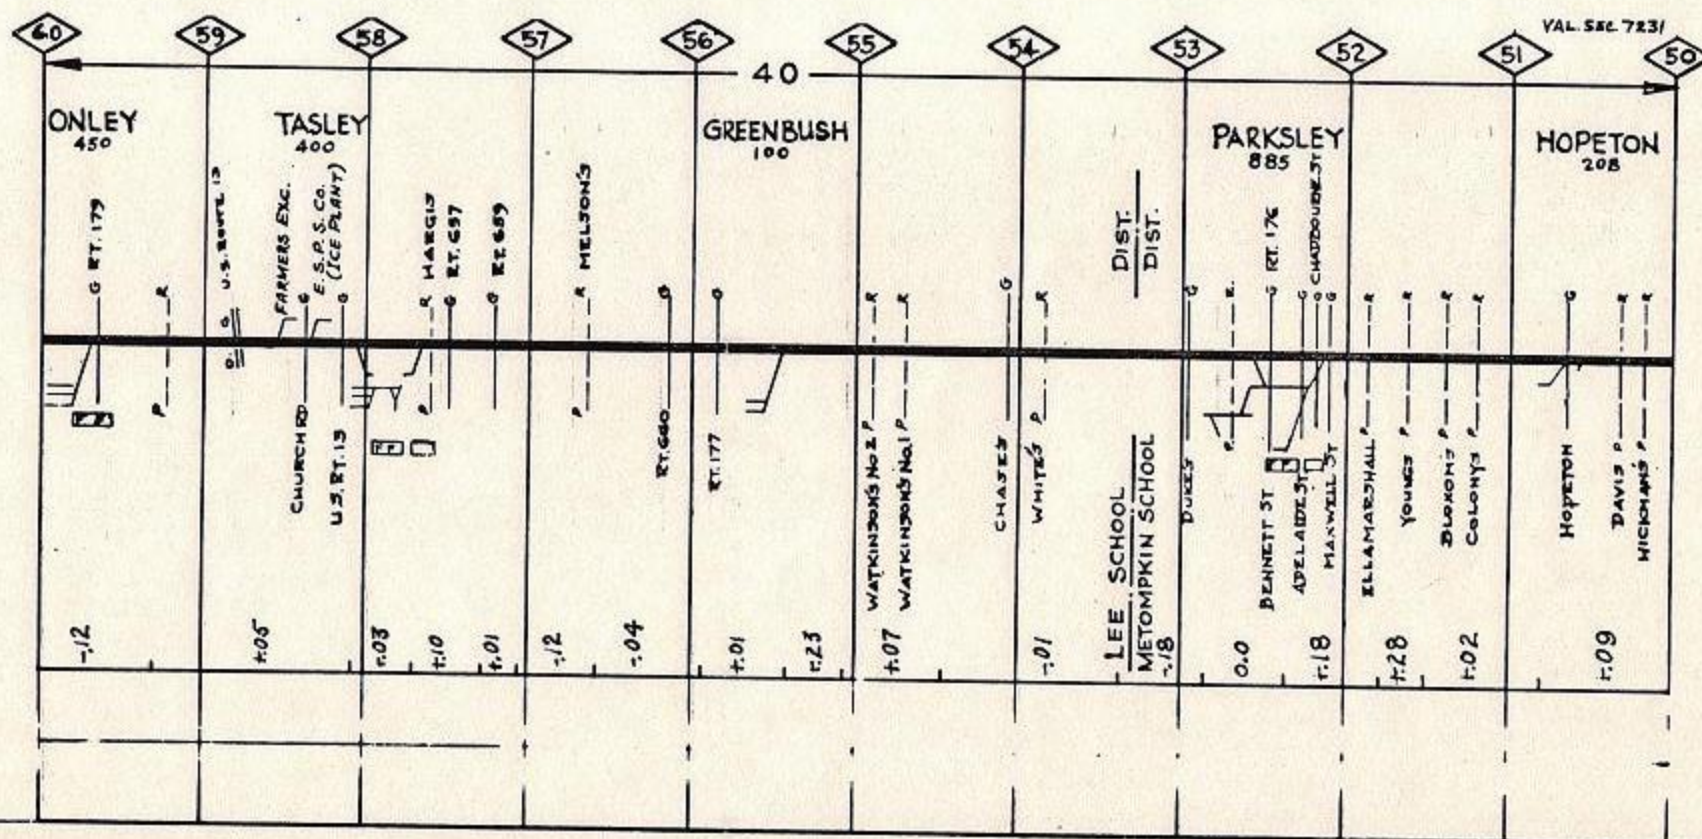 VAL. SEC. 7231
60 59 58 57 56 55 54 53 52 51 50
40
ONLEY
450
TASLEY
400
GREENBUSH
100
PARKSLEY
885
HOPETON
208
G RT. 179
R
P
U.S. ROUTE 13
O
O
FARMERS EXC.
G
CHURCH RD
E.S.P.S. Co.
(ICE PLANT)
G
U.S. RT. 13
R HARGIS
P
G RT. 657
G RT. 659
R MELSON'S
P
G
RT. 660
G
RT. 177
R
WATKINSON'S No. 2 P
R
WATKINSON'S No. 1 P
G
CHASE'S
R
WHITE'S P
DIST.
DIST.
LEE SCHOOL
METOMPKIN SCHOOL
G
DUKES
R.
P.
G RT. 176
BENNETT ST
G
ADELAIDE ST
G CHADBOURNE ST
G
MAXWELL ST
R
ELLAMARSHALL P
R
YOUNGS P
R
BLOXOM'S P
R
COLONY'S P
G
HOPETON
R
DAVIS P
R
HICKMAN'S P
-.12 +.05 +.03 +.10 +.01 -.12 -.04 +.01 +.23 +.07 -.01 -.18 0.0 +.18 +.28 +.02 +.09